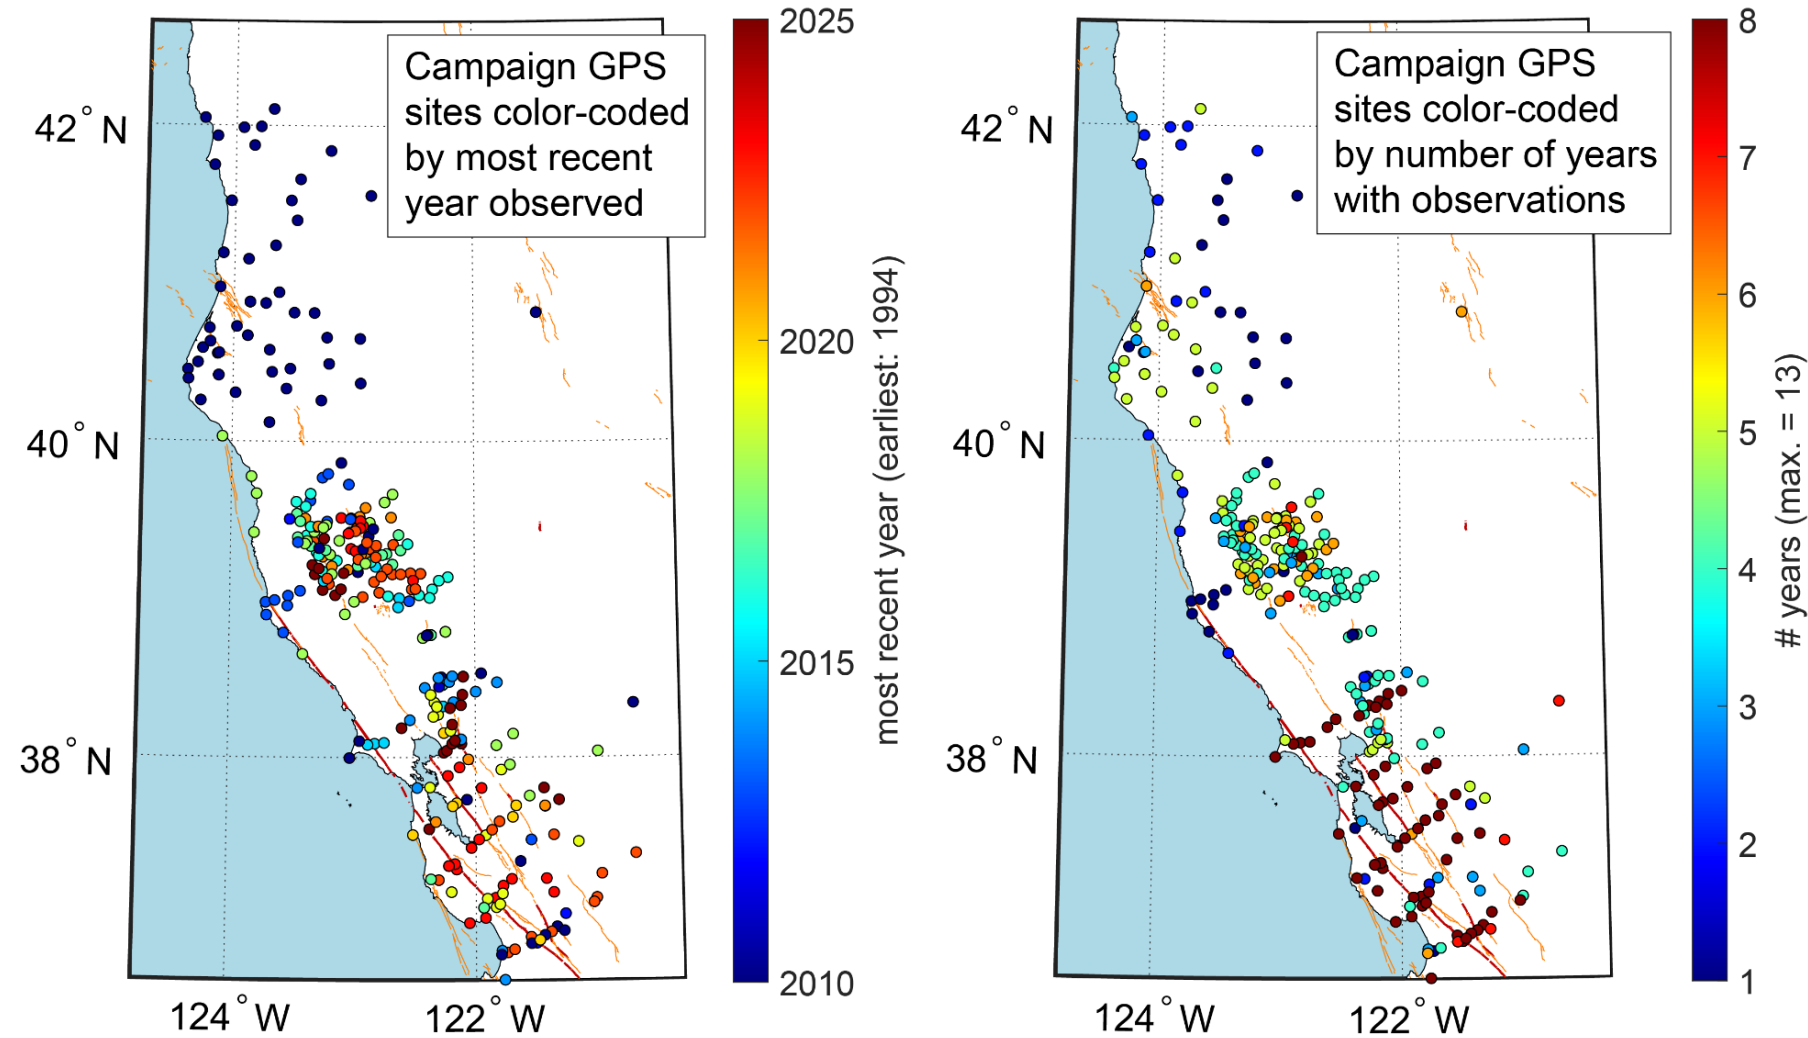 Campaign GPS
sites color-coded
by most recent
year observed
42° N
40° N
38° N
124° W
122° W
2025
2020
2015
2010
most recent year (earliest: 1994)
Campaign GPS
sites color-coded
by number of years
with observations
42° N
40° N
38° N
124° W
122° W
8
7
6
5
4
3
2
1
# years (max. = 13)